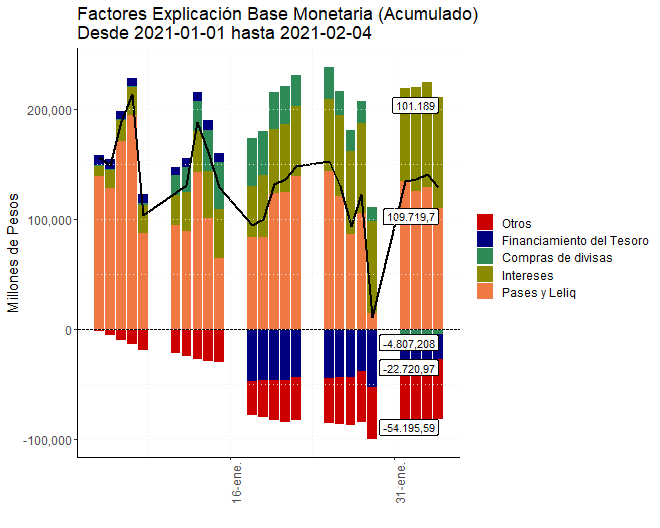 Factores Explicación Base Monetaria (Acumulado)
Desde 2021-01-01 hasta 2021-02-04
Millones de Pesos
200,000
100,000
0
-100,000
101.189
109.719,7
-4.807,208
-22.720,97
-54.195,59
16-ene.
31-ene.
Otros
Financiamiento del Tesoro
Compras de divisas
Intereses
Pases y Leliq